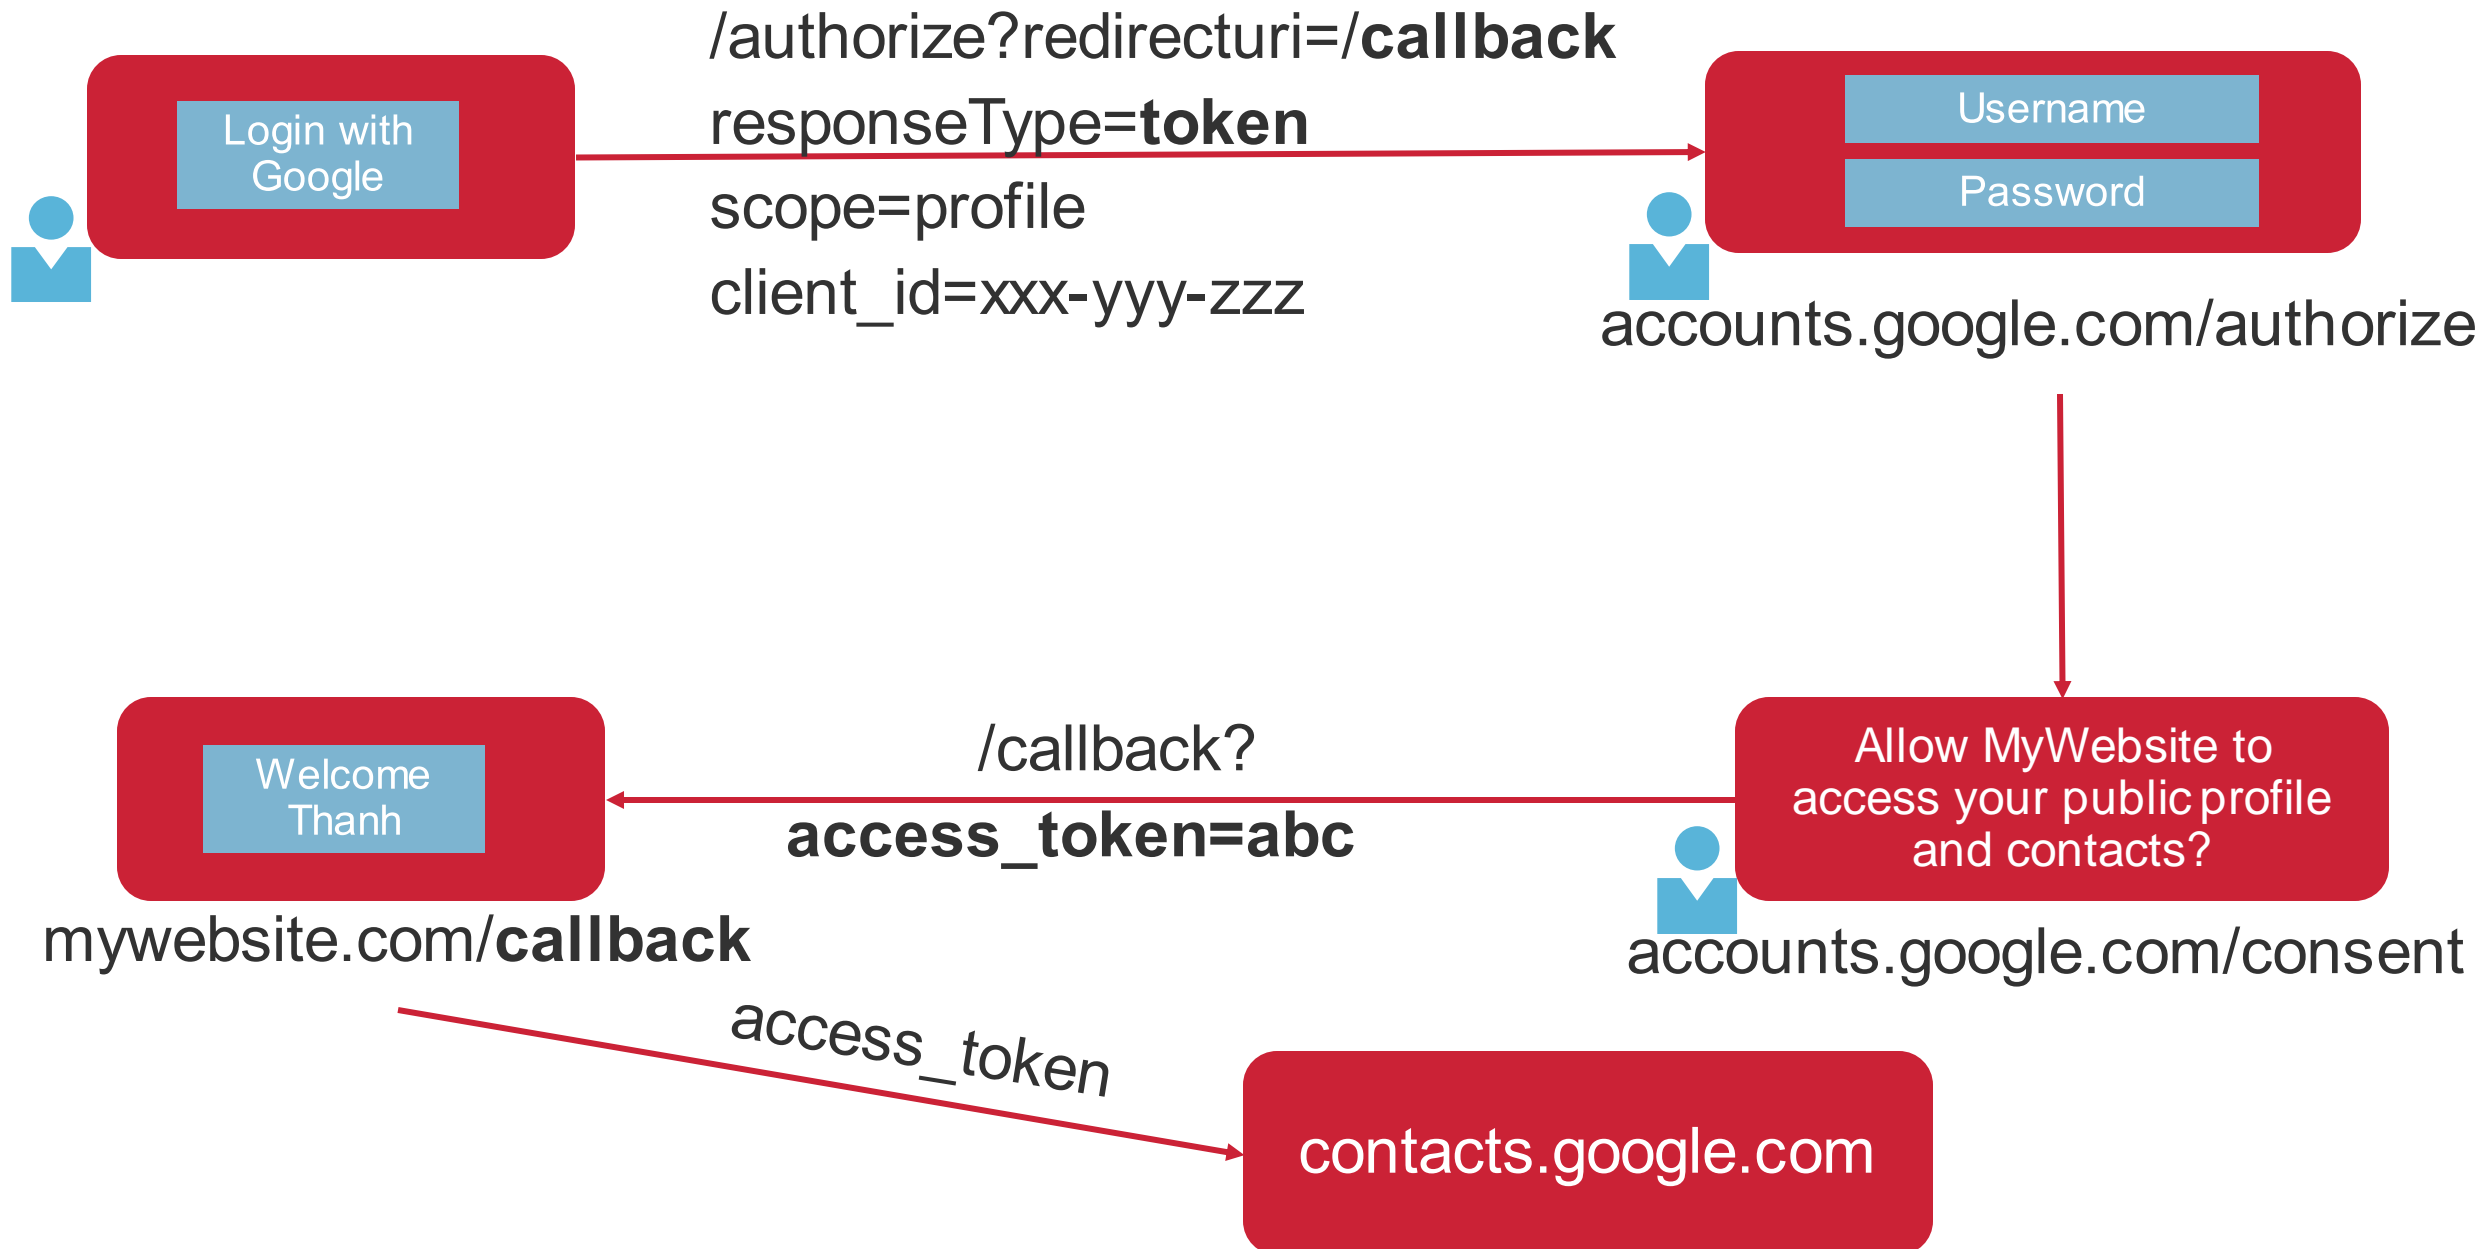 Login with
Google
/authorize?redirecturi=/callback
responseType=token
scope=profile
client_id=xxx-yyy-zzz
Username
Password
accounts.google.com/authorize
Allow MyWebsite to
access your public profile
and contacts?
accounts.google.com/consent
/callback?
access_token=abc
Welcome
Thanh
mywebsite.com/callback
access_token
contacts.google.com